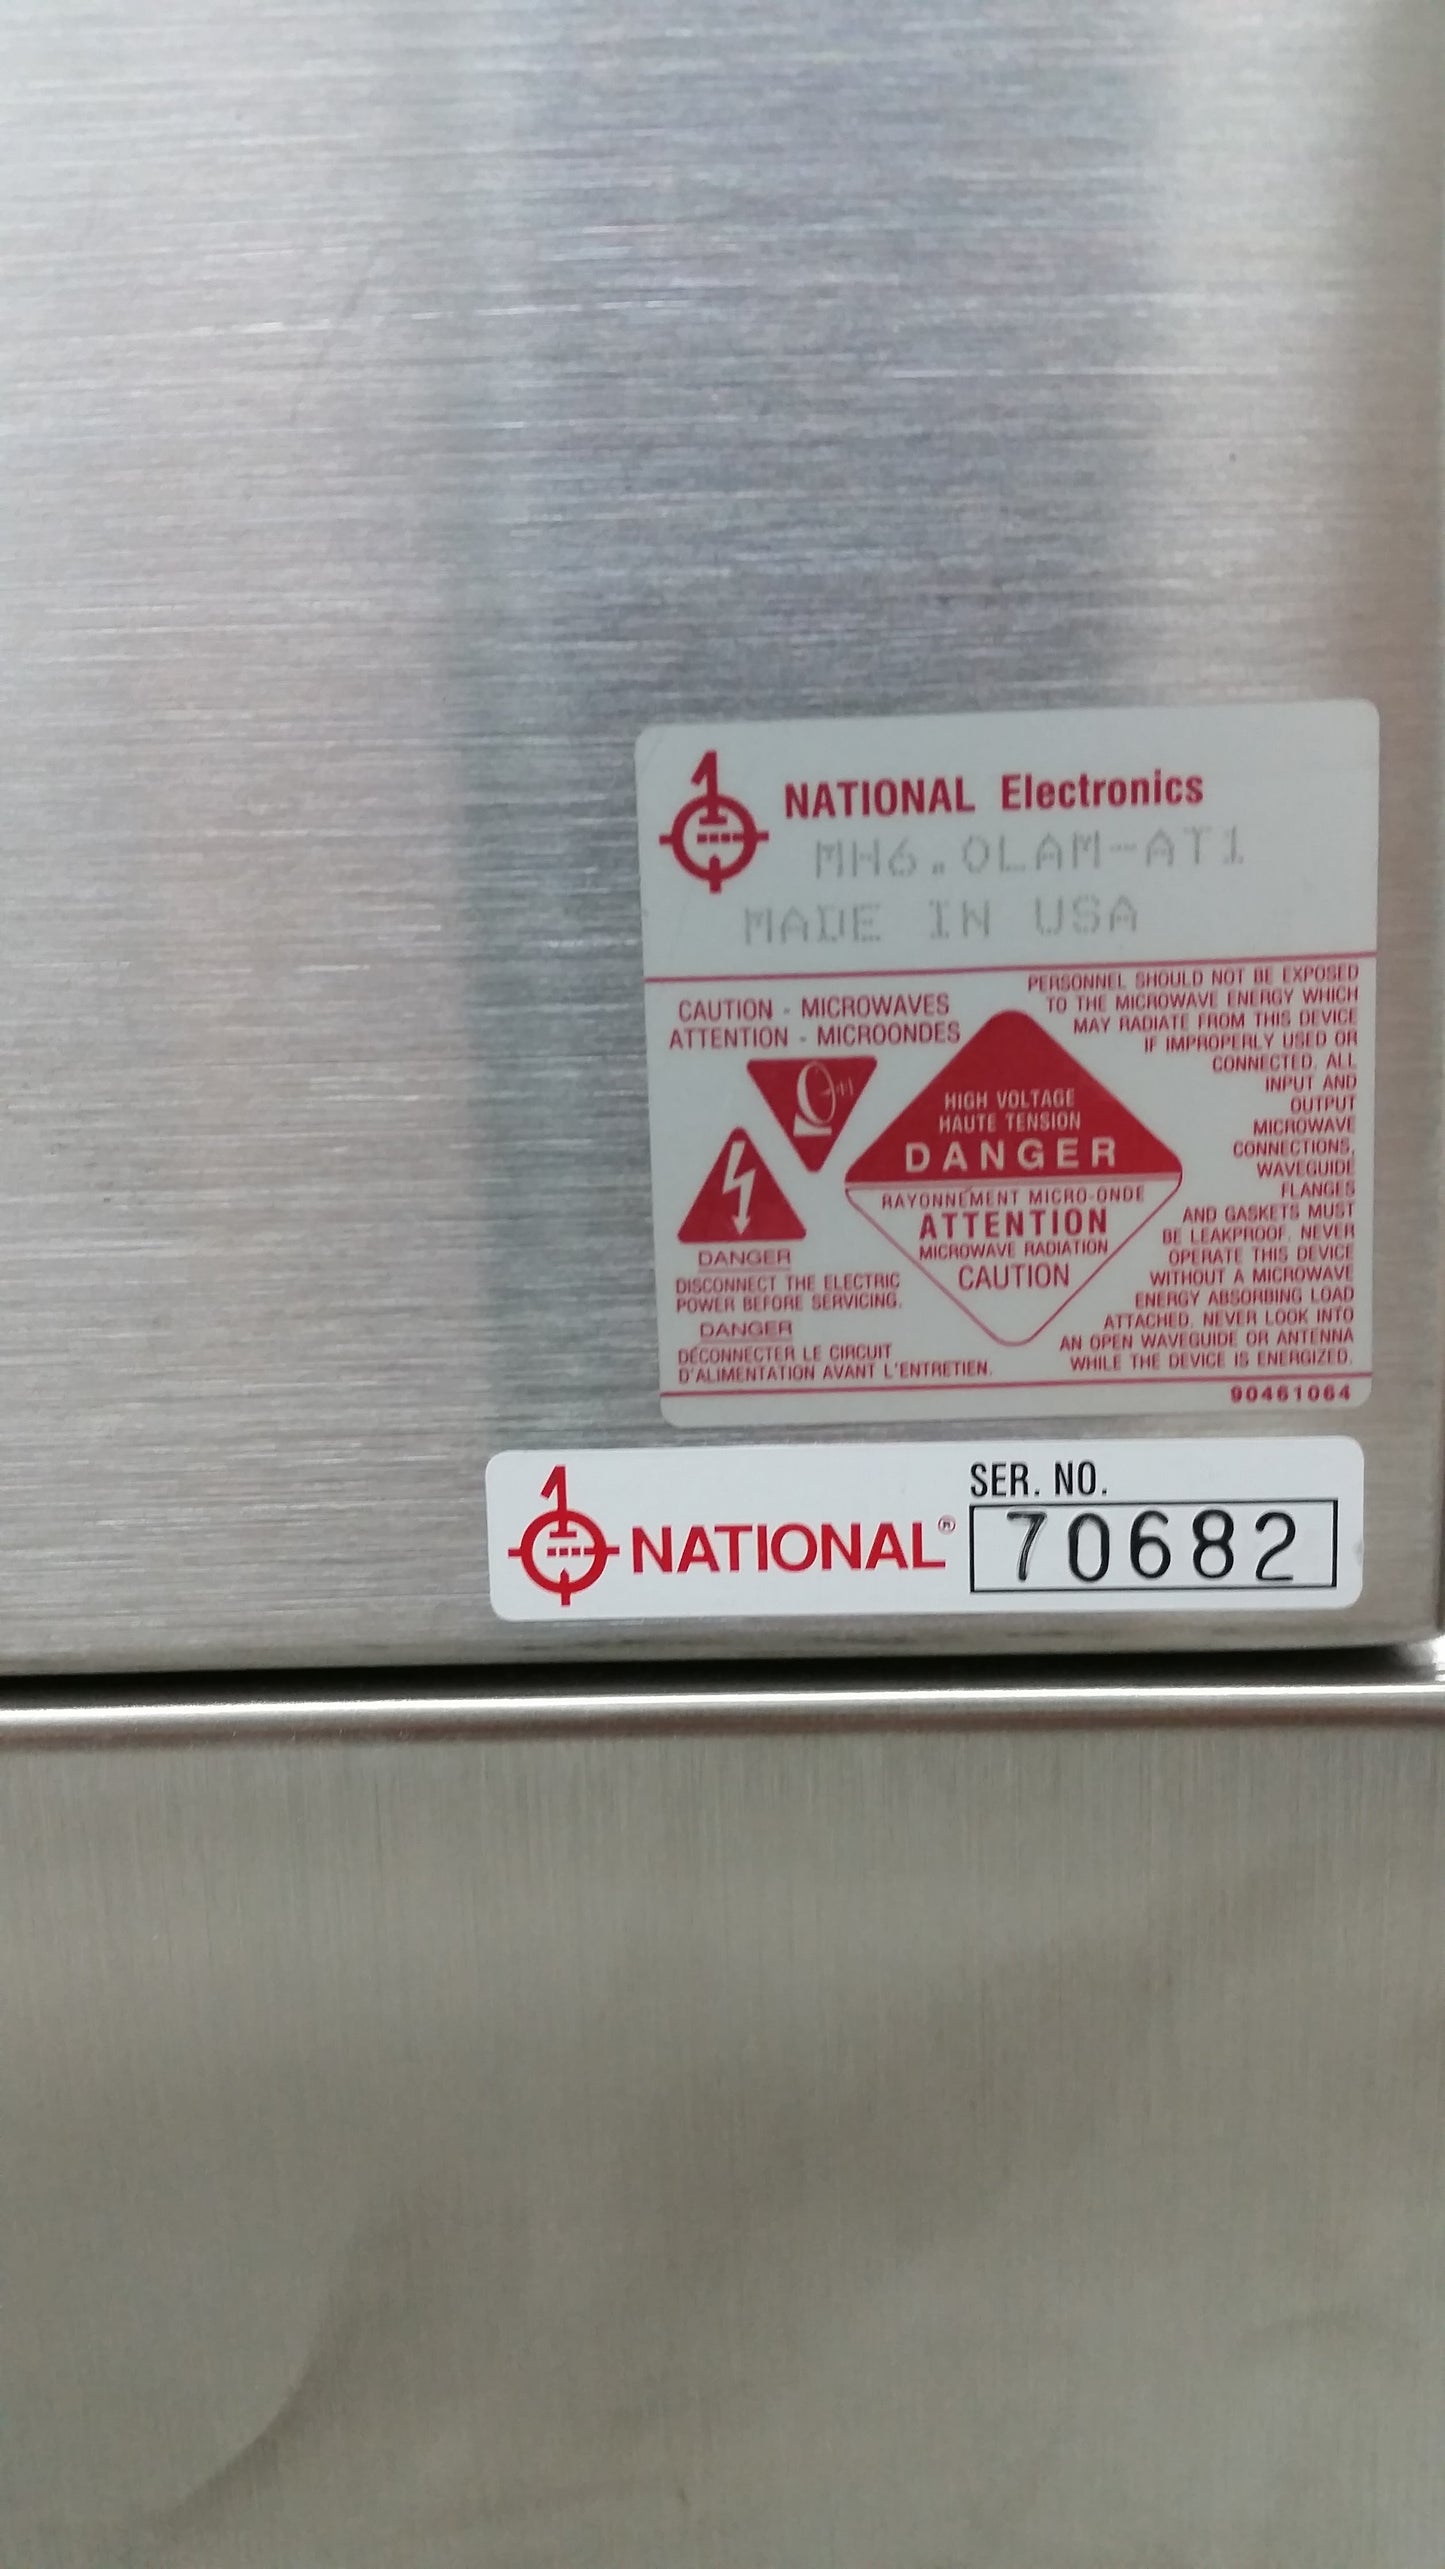 NATIONAL Electronics
MH6.0LAM-AT1
MADE IN USA
CAUTION - MICROWAVES
ATTENTION - MICROONDES
DANGER
DISCONNECT THE ELECTRIC
POWER BEFORE SERVICING.
DANGER
DÉCONNECTER LE CIRCUIT
D'ALIMENTATION AVANT L'ENTRETIEN.
HIGH VOLTAGE
HAUTE TENSION
DANGER
RAYONNEMENT MICRO-ONDE
ATTENTION
MICROWAVE RADIATION
CAUTION
PERSONNEL SHOULD NOT BE EXPOSED
TO THE MICROWAVE ENERGY WHICH
MAY RADIATE FROM THIS DEVICE
IF IMPROPERLY USED OR
CONNECTED. ALL
INPUT AND
OUTPUT
MICROWAVE
CONNECTIONS,
WAVEGUIDE
FLANGES
AND GASKETS MUST
BE LEAKPROOF. NEVER
OPERATE THIS DEVICE
WITHOUT A MICROWAVE
ENERGY ABSORBING LOAD
ATTACHED. NEVER LOOK INTO
AN OPEN WAVEGUIDE OR ANTENNA
WHILE THE DEVICE IS ENERGIZED.
90461064
NATIONAL®
SER. NO.
70682